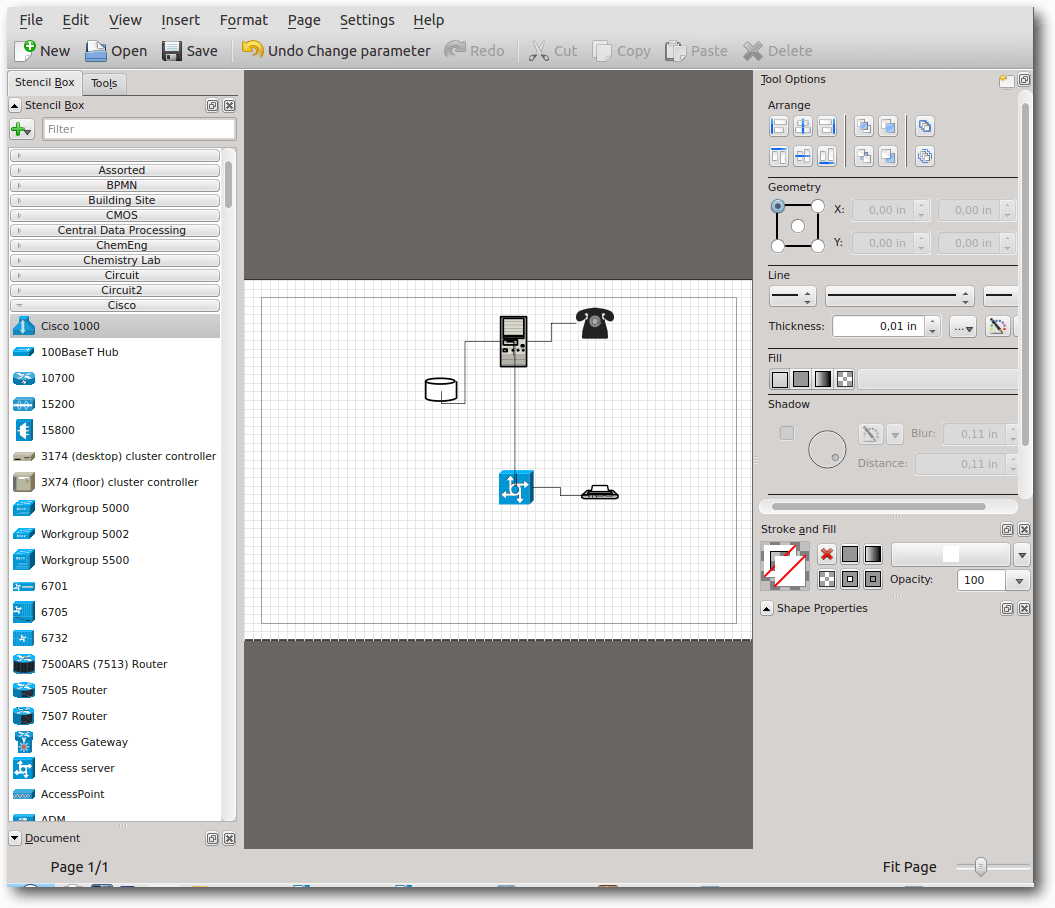 File Edit View Insert Format Page Settings Help
New Open Save Undo Change parameter Redo Cut Copy Paste Delete
Stencil Box Tools
Stencil Box
Filter
Assorted
BPMN
Building Site
CMOS
Central Data Processing
ChemEng
Chemistry Lab
Circuit
Circuit2
Cisco
Cisco 1000
100BaseT Hub
10700
15200
15800
3174 (desktop) cluster controller
3X74 (floor) cluster controller
Workgroup 5000
Workgroup 5002
Workgroup 5500
6701
6705
6732
7500ARS (7513) Router
7505 Router
7507 Router
Access Gateway
Access server
AccessPoint
ADM
Document
Page 1/1
Tool Options
Arrange
Geometry
X: 0,00 in 0,00 in
Y: 0,00 in 0,00 in
Line
Thickness: 0,01 in ...
Fill
Shadow
Blur: 0,11 in
Distance: 0,11 in
Stroke and Fill
Opacity: 100
Shape Properties
Fit Page